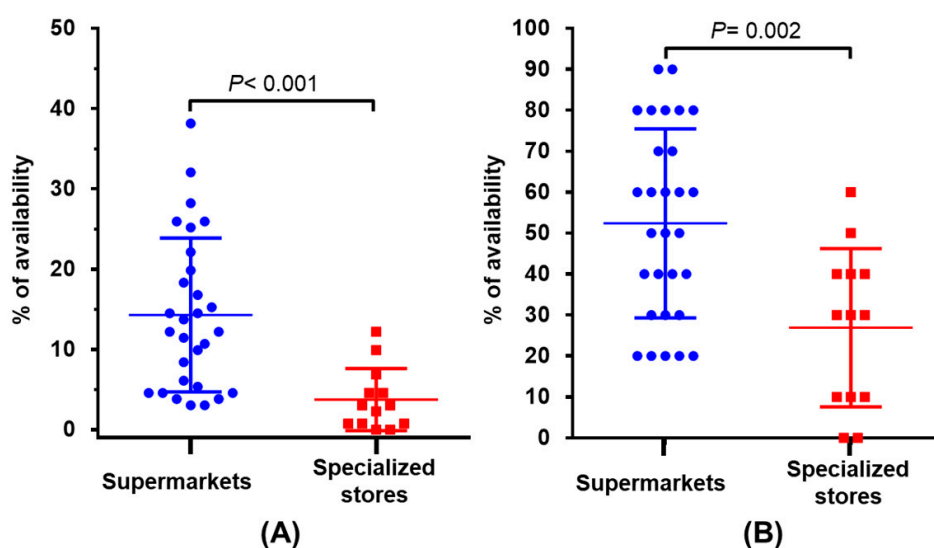 50
40
30
20
10
0
% of availability
P< 0.001
Supermarkets
Specialized
stores
(A)
100
90
80
70
60
50
40
30
20
10
0
% of availability
P= 0.002
Supermarkets
Specialized
stores
(B)